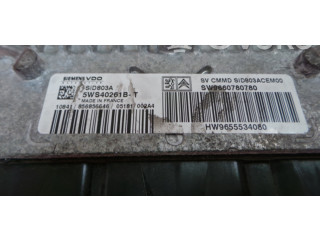 SIEMENS VDO
SID803A
5WS40261B-T
MADE IN FRANCE
SV CMMD SID803ACEM00
SW9660780780
HW9655534080